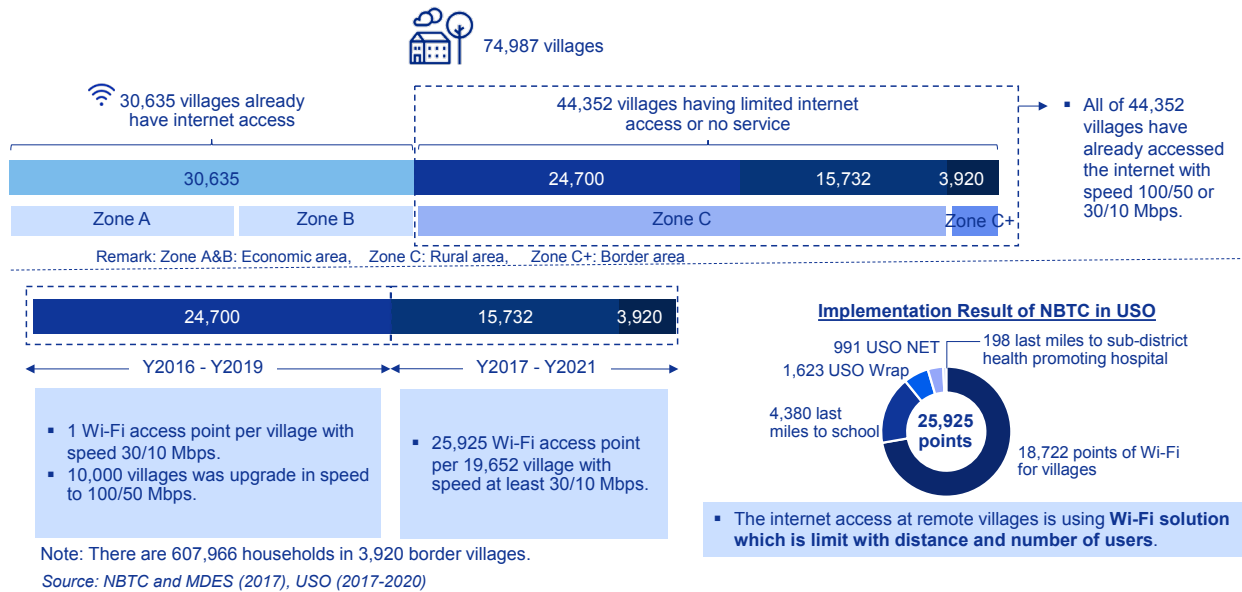 74,987 villages
30,635 villages already
have internet access
44,352 villages having limited internet
access or no service
▪ All of 44,352
villages have
already accessed
the internet with
speed 100/50 or
30/10 Mbps.
30,635
24,700
15,732
3,920
Zone A
Zone B
Zone C
Zone C+
Remark: Zone A&B: Economic area, Zone C: Rural area, Zone C+: Border area
24,700
15,732
3,920
Y2016 - Y2019
Y2017 - Y2021
▪ 1 Wi-Fi access point per village with
speed 30/10 Mbps.
▪ 10,000 villages was upgrade in speed
to 100/50 Mbps.
▪ 25,925 Wi-Fi access point
per 19,652 village with
speed at least 30/10 Mbps.
Note: There are 607,966 households in 3,920 border villages.
Source: NBTC and MDES (2017), USO (2017-2020)
Implementation Result of NBTC in USO
991 USO NET
198 last miles to sub-district
health promoting hospital
1,623 USO Wrap
4,380 last
miles to school
25,925
points
18,722 points of Wi-Fi
for villages
▪ The internet access at remote villages is using Wi-Fi solution
which is limit with distance and number of users.